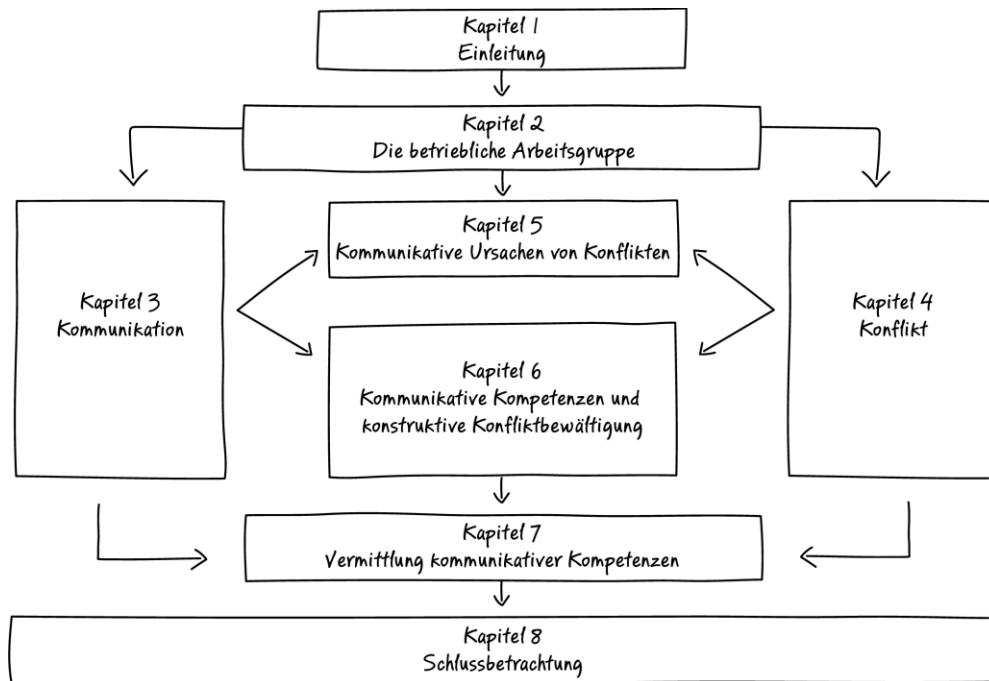 Kapitel 1
Einleitung
Kapitel 2
Die betriebliche Arbeitsgruppe
Kapitel 3
Kommunikation
Kapitel 5
Kommunikative Ursachen von Konflikten
Kapitel 4
Konflikt
Kapitel 6
Kommunikative Kompetenzen und
konstruktive Konfliktbewältigung
Kapitel 7
Vermittlung kommunikativer Kompetenzen
Kapitel 8
Schlussbetrachtung